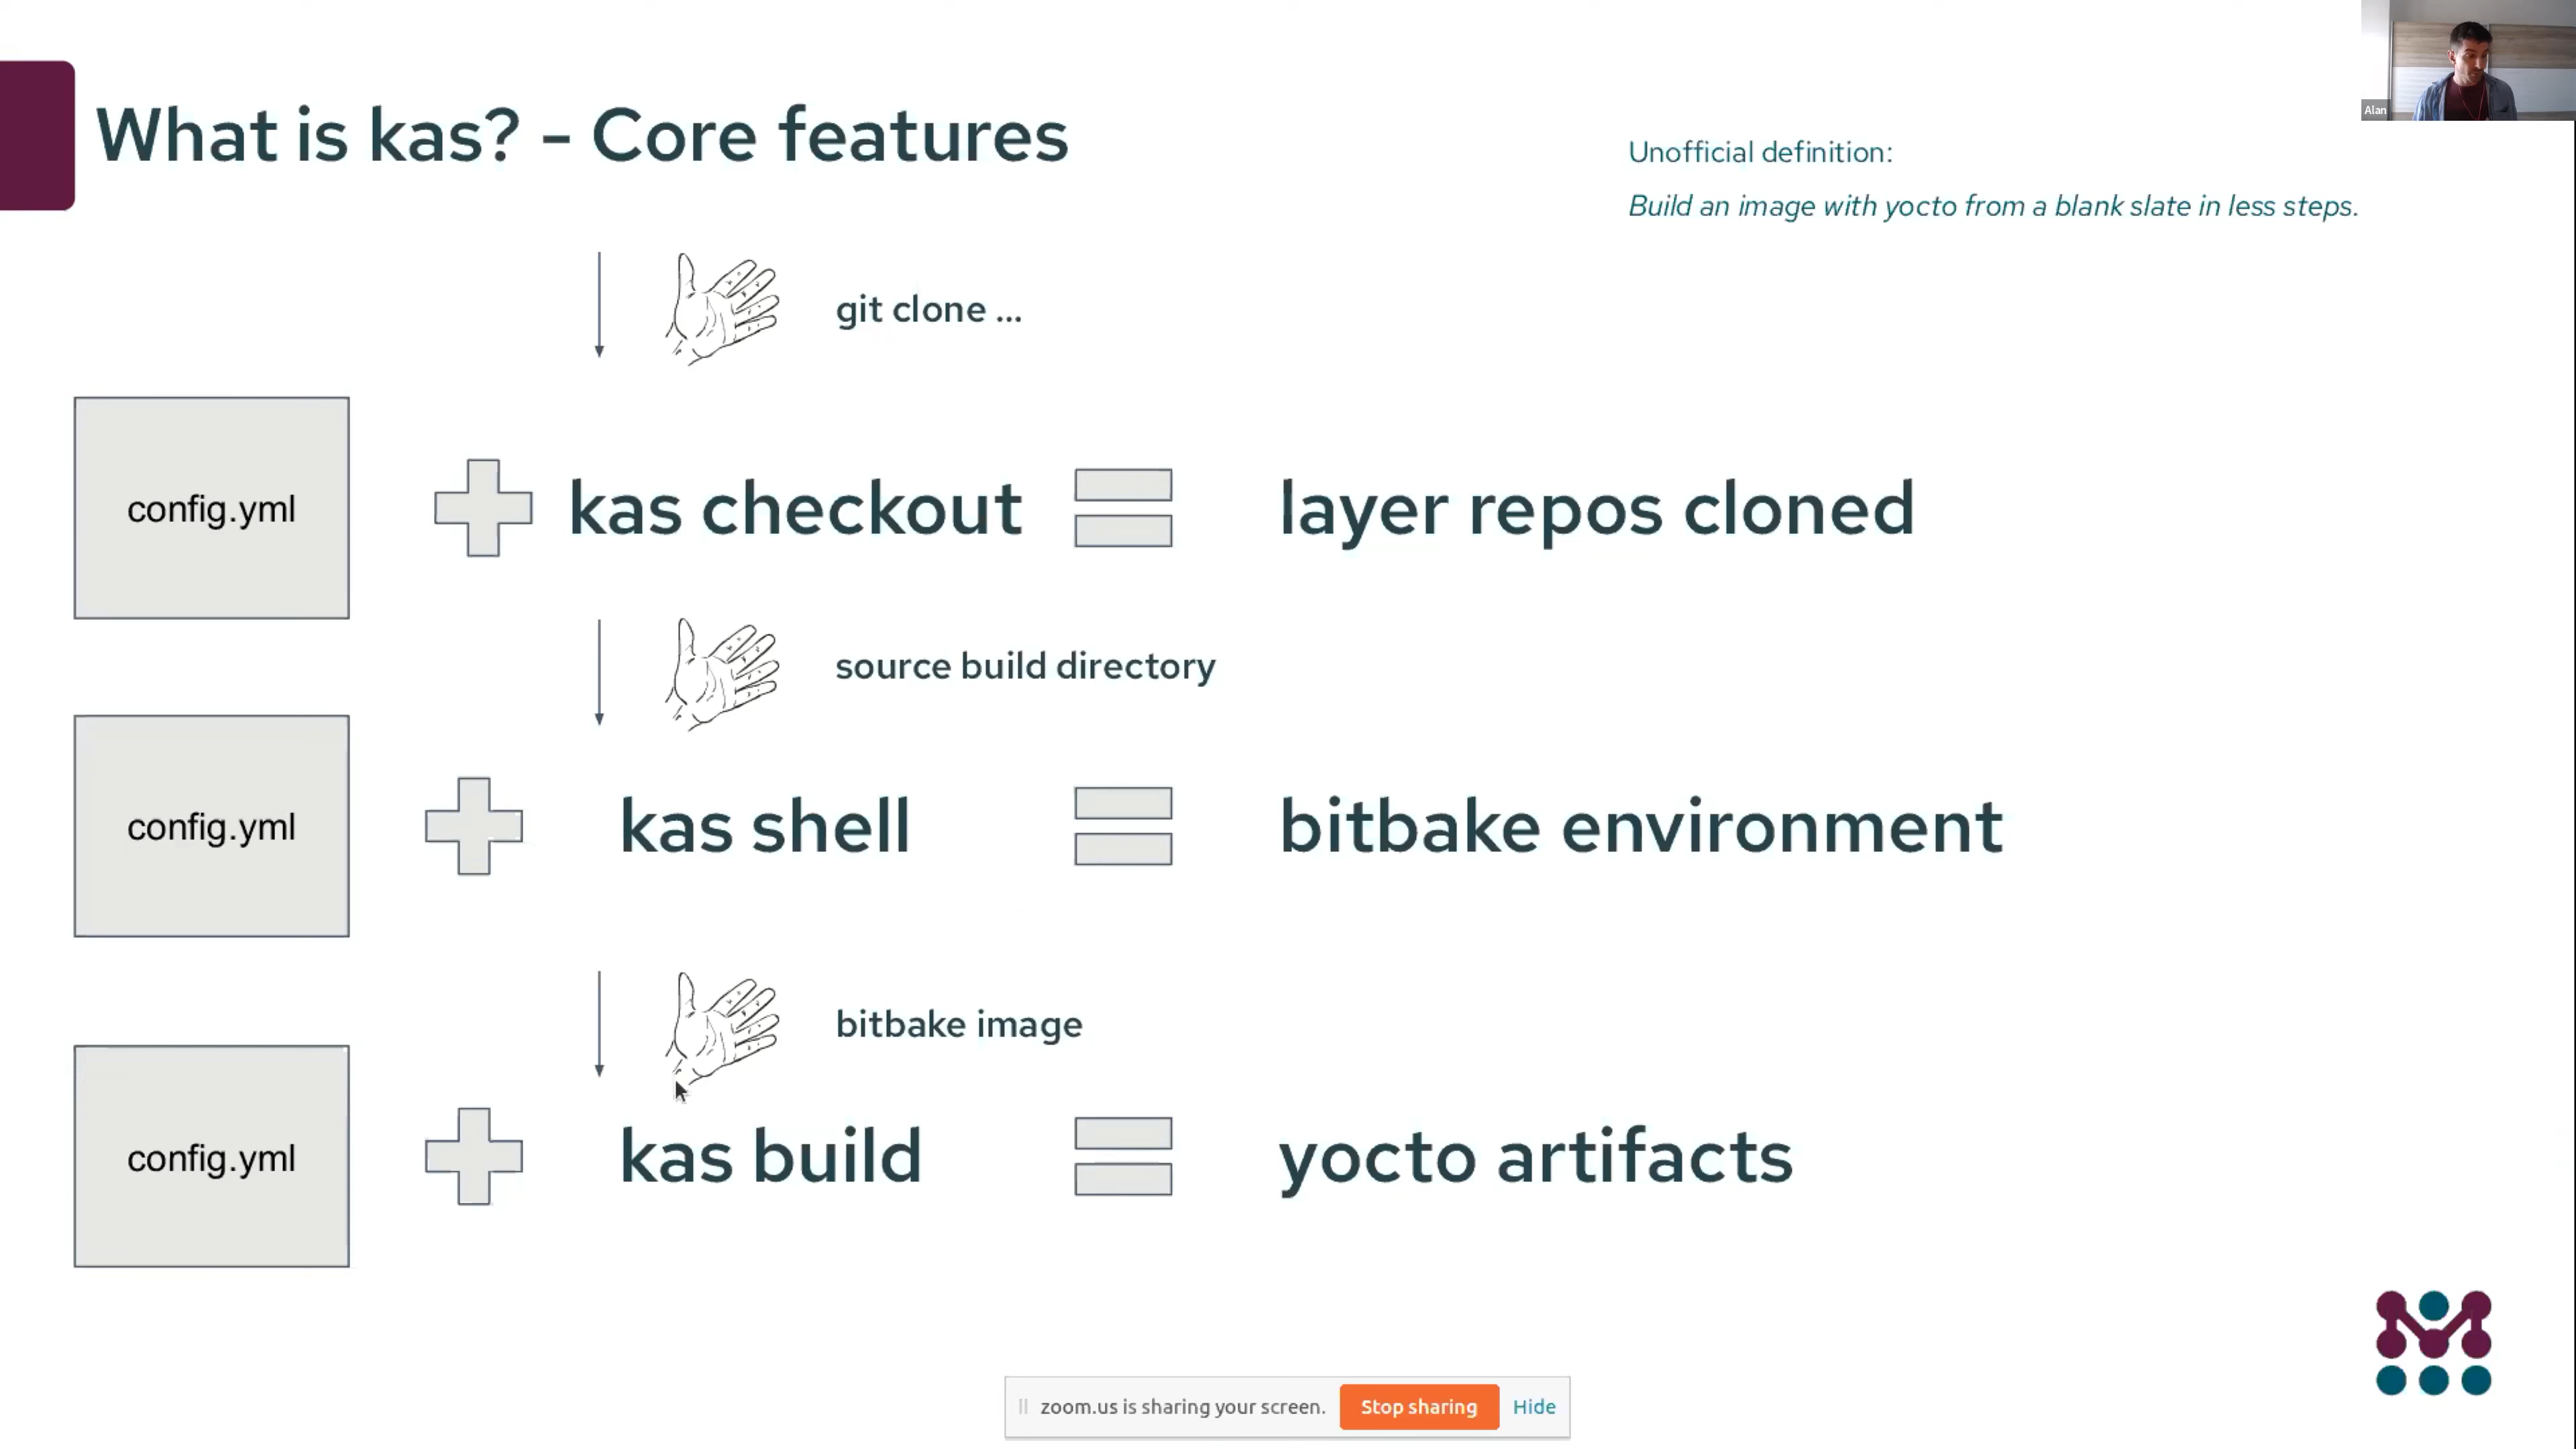 Alan
What is kas? - Core features
Unofficial definition:
Build an image with yocto from a blank slate in less steps.
git clone ...
config.yml
kas checkout
layer repos cloned
source build directory
config.yml
kas shell
bitbake environment
bitbake image
config.yml
kas build
yocto artifacts
zoom.us is sharing your screen. Stop sharing Hide